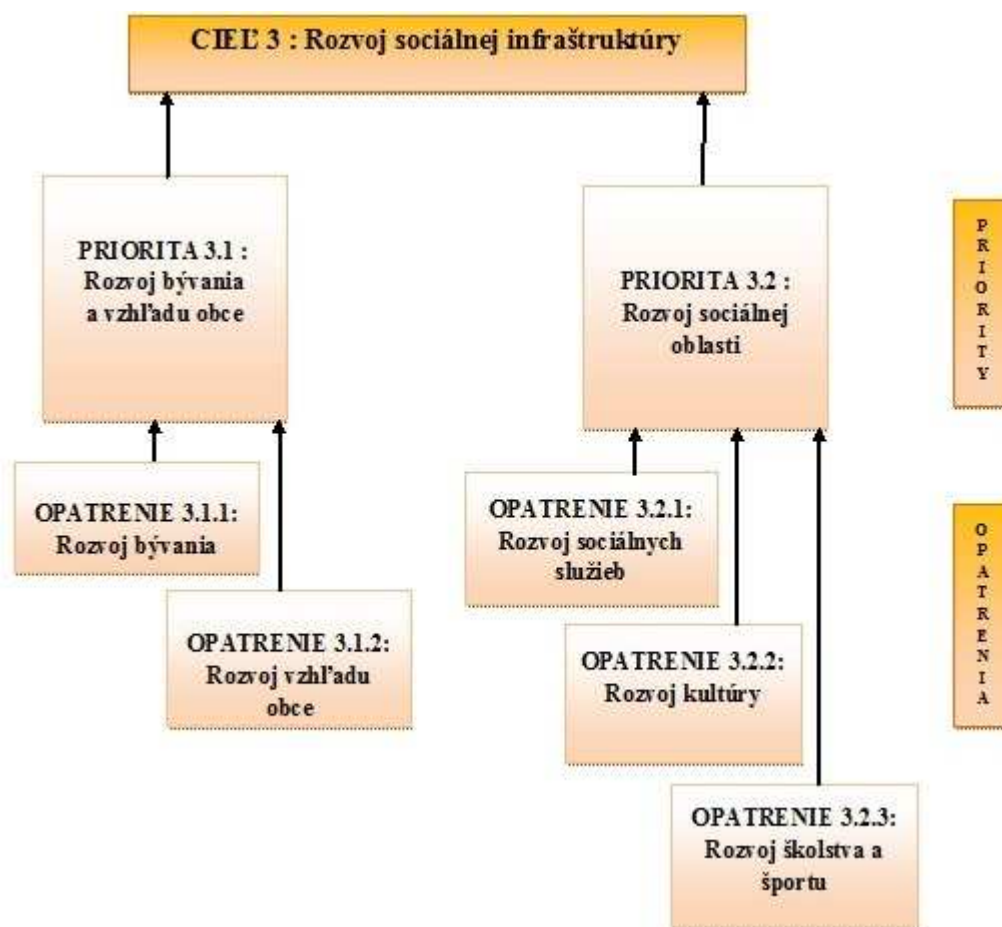 CIEĽ 3 : Rozvoj sociálnej infraštruktúry
PRIORITA 3.1 :
Rozvoj bývania
a vzhľadu obce
PRIORITA 3.2 :
Rozvoj sociálnej
oblasti
PRIORITY
OPATRENIE 3.1.1:
Rozvoj bývania
OPATRENIE 3.1.2:
Rozvoj vzhľadu
obce
OPATRENIE 3.2.1:
Rozvoj sociálnych
služieb
OPATRENIE 3.2.2:
Rozvoj kultúry
OPATRENIE 3.2.3:
Rozvoj školstva a
športu
OPATRENIA